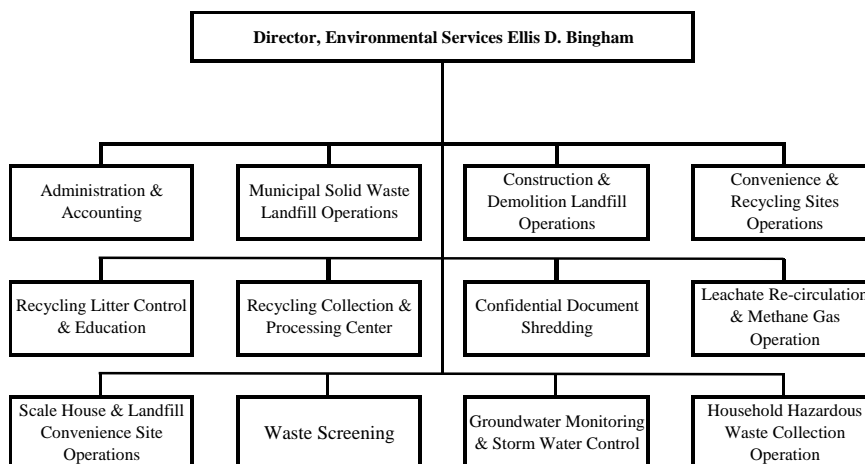 Director, Environmental Services Ellis D. Bingham
Administration &
Accounting
Municipal Solid Waste
Landfill Operations
Construction &
Demolition Landfill
Operations
Convenience &
Recycling Sites
Operations
Recycling Litter Control
& Education
Recycling Collection &
Processing Center
Confidential Document
Shredding
Leachate Re-circulation
& Methane Gas
Operation
Scale House & Landfill
Convenience Site
Operations
Waste Screening
Groundwater Monitoring
& Storm Water Control
Household Hazardous
Waste Collection
Operation